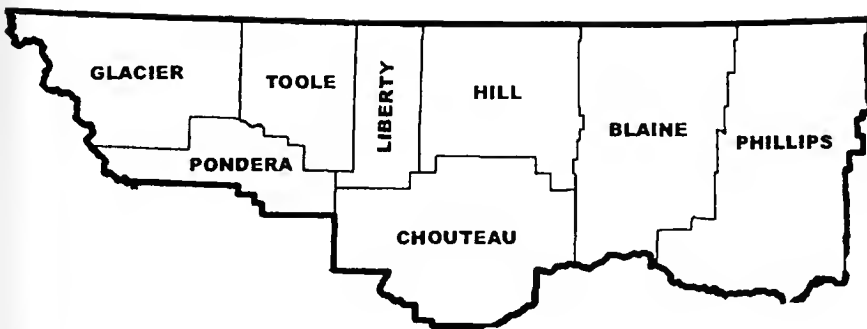 GLACIER
TOOLE
LIBERTY
HILL
BLAINE
PHILLIPS
PONDERA
CHOUTEAU